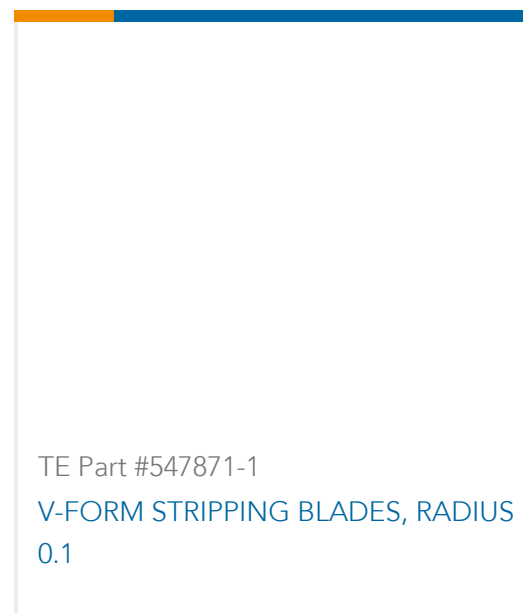 TE Part #547871-1
V-FORM STRIPPING BLADES, RADIUS
0.1